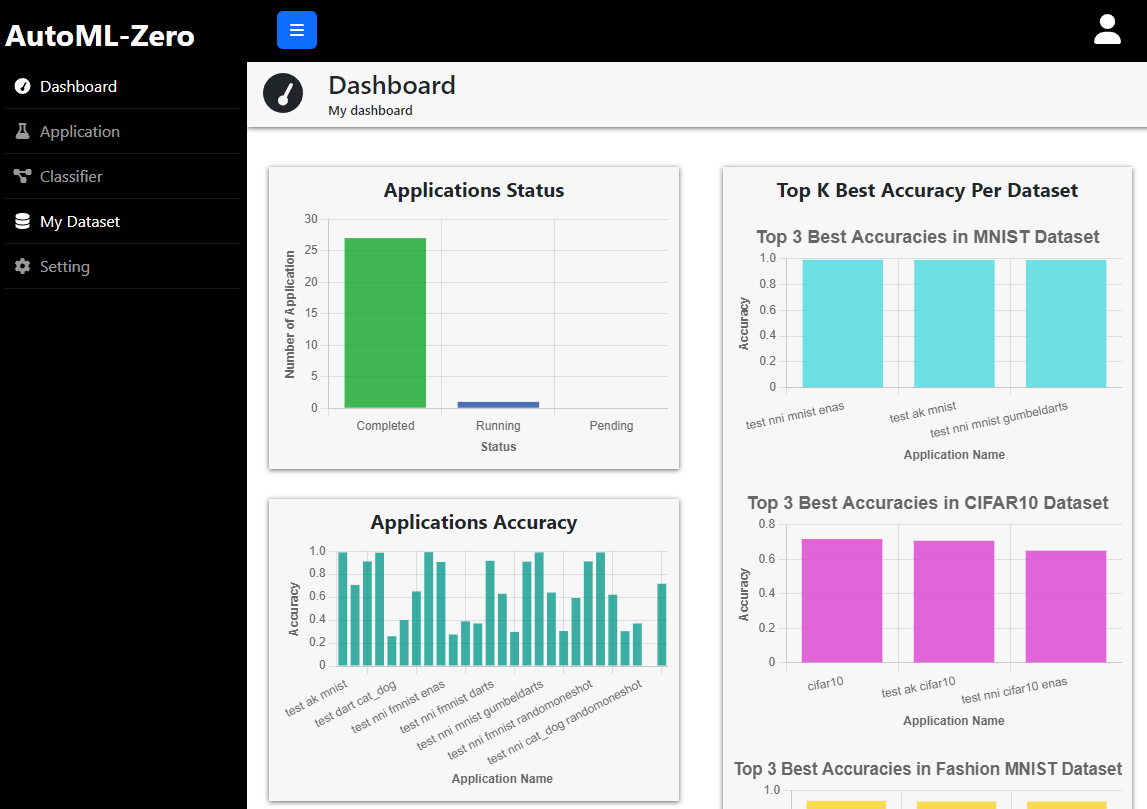 AutoML-Zero
Dashboard
Application
Classifier
My Dataset
Setting
Dashboard
My dashboard
Applications Status
30
25
20
15
10
5
0
Number of Application
Completed
Running
Pending
Status
Applications Accuracy
1.0
0.8
0.6
0.4
0.2
0
Accuracy
test ak mnist
test dart cat_dog
test nni fmnist enas
test nni fmnist darts
test nni mnist gumbeldarts
test nni fmnist randomoneshot
test nni cat_dog randomoneshot
Application Name
Top K Best Accuracy Per Dataset
Top 3 Best Accuracies in MNIST Dataset
1.0
0.8
0.6
0.4
0.2
0
Accuracy
test nni mnist enas
test ak mnist
test nni mnist gumbeldarts
Application Name
Top 3 Best Accuracies in CIFAR10 Dataset
0.8
0.6
0.4
0.2
0
Accuracy
cifar10
test ak cifar10
test nni cifar10 enas
Application Name
Top 3 Best Accuracies in Fashion MNIST Dataset
1.0